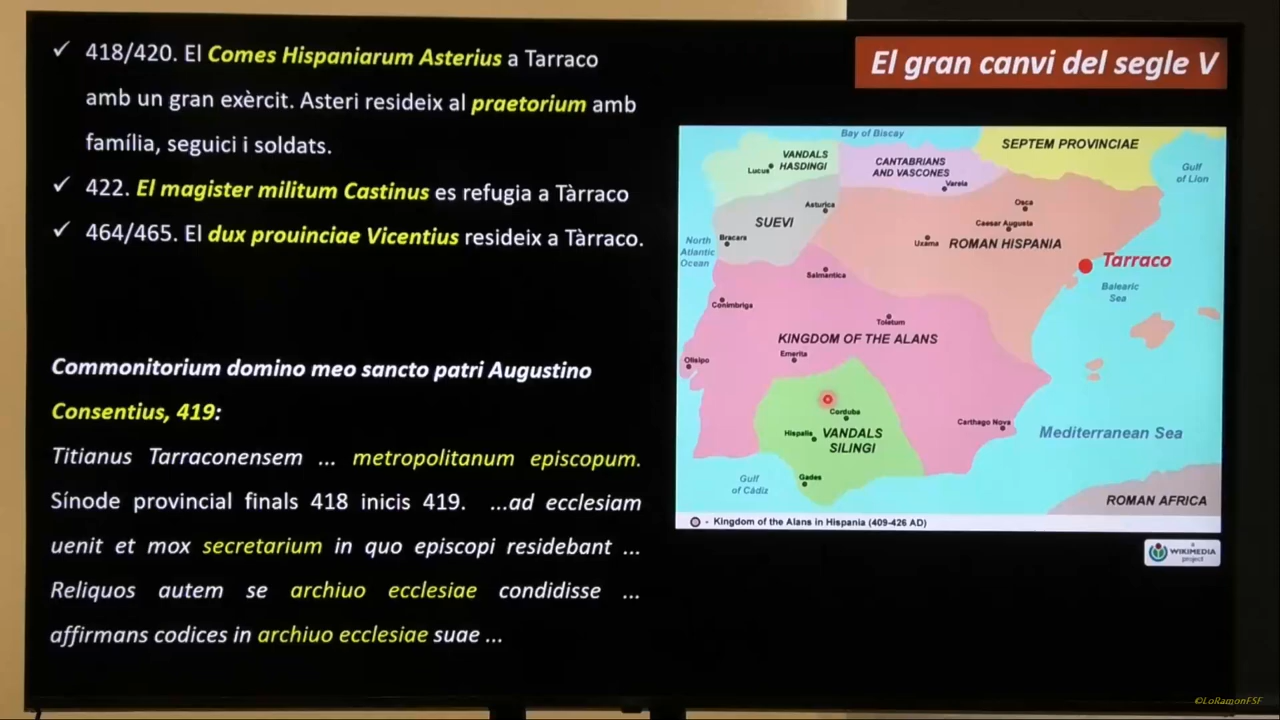 ✓ 418/420. El Comes Hispaniarum Asterius a Tarraco
amb un gran exèrcit. Asteri resideix al praetorium amb
família, seguici i soldats.
✓ 422. El magister militum Castinus es refugia a Tàrraco
✓ 464/465. El dux prouinciae Vicentius resideix a Tàrraco.
Commonitorium domino meo sancto patri Augustino
Consentius, 419:
Titianus Tarraconensem ... metropolitanum episcopum.
Sínode provincial finals 418 inicis 419. ...ad ecclesiam
uenit et mox secretarium in quo episcopi residebant ...
Reliquos autem se archiuo ecclesiae condidisse ...
affirmans codices in archiuo ecclesiae suae ...
El gran canvi del segle V
Bay of Biscay
SEPTEM PROVINCIAE
VANDALS
HASDINGI
Lucus
CANTABRIANS
AND VASCONES
Vareia
Gulf
of Lion
Asturica
Osca
SUEVI
Caesar Augusta
Bracara
Uxama
ROMAN HISPANIA
North
Atlantic
Ocean
Tarraco
Salmantica
Balearic
Sea
Conimbriga
Toletum
KINGDOM OF THE ALANS
Emerita
Olisipo
Corduba
Carthago Nova
Hispalis
VANDALS
SILINGI
Mediterranean Sea
Gades
Gulf
of Cádiz
ROMAN AFRICA
- Kingdom of the Alans in Hispania (409-426 AD)
a
WIKIMEDIA
project
©LoRamonFSF